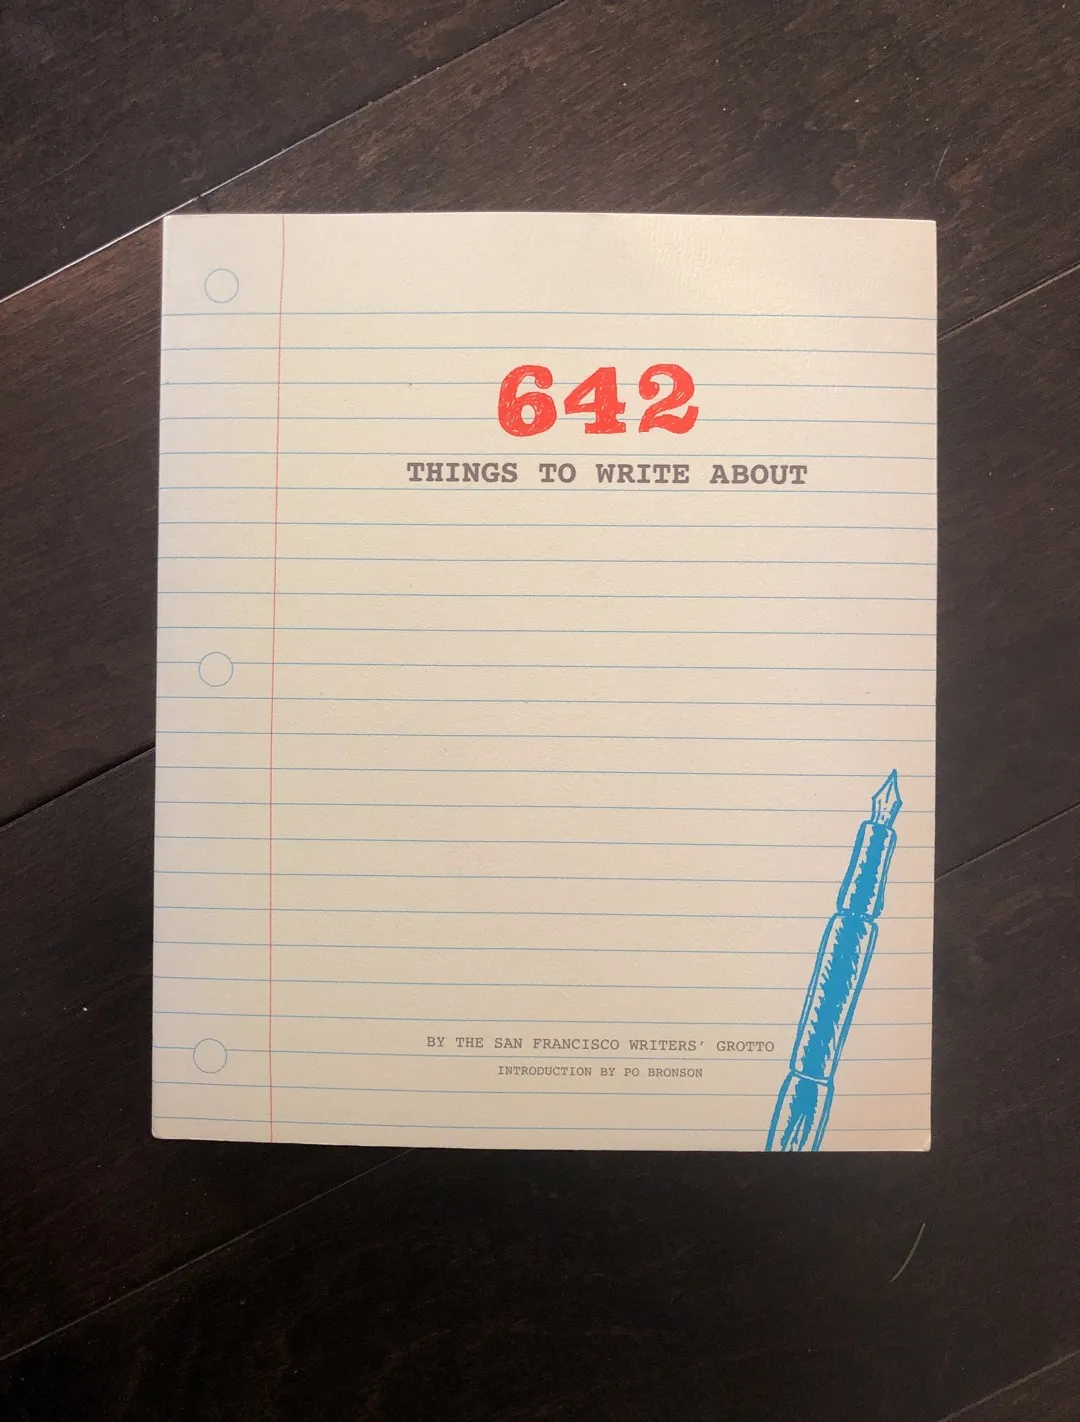 642
THINGS TO WRITE ABOUT
BY THE SAN FRANCISCO WRITERS’ GROTTO
INTRODUCTION BY PO BRONSON